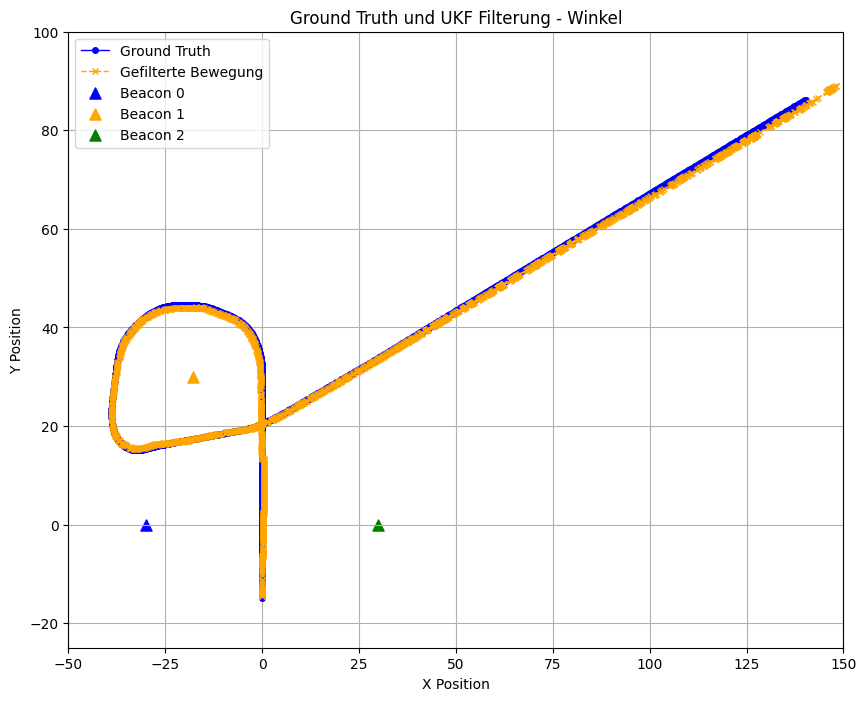 Ground Truth und UKF Filterung - Winkel
Ground Truth
Gefilterte Bewegung
Beacon 0
Beacon 1
Beacon 2
Y Position
100
80
60
40
20
0
−20
−50
−25
0
25
50
75
100
125
150
X Position